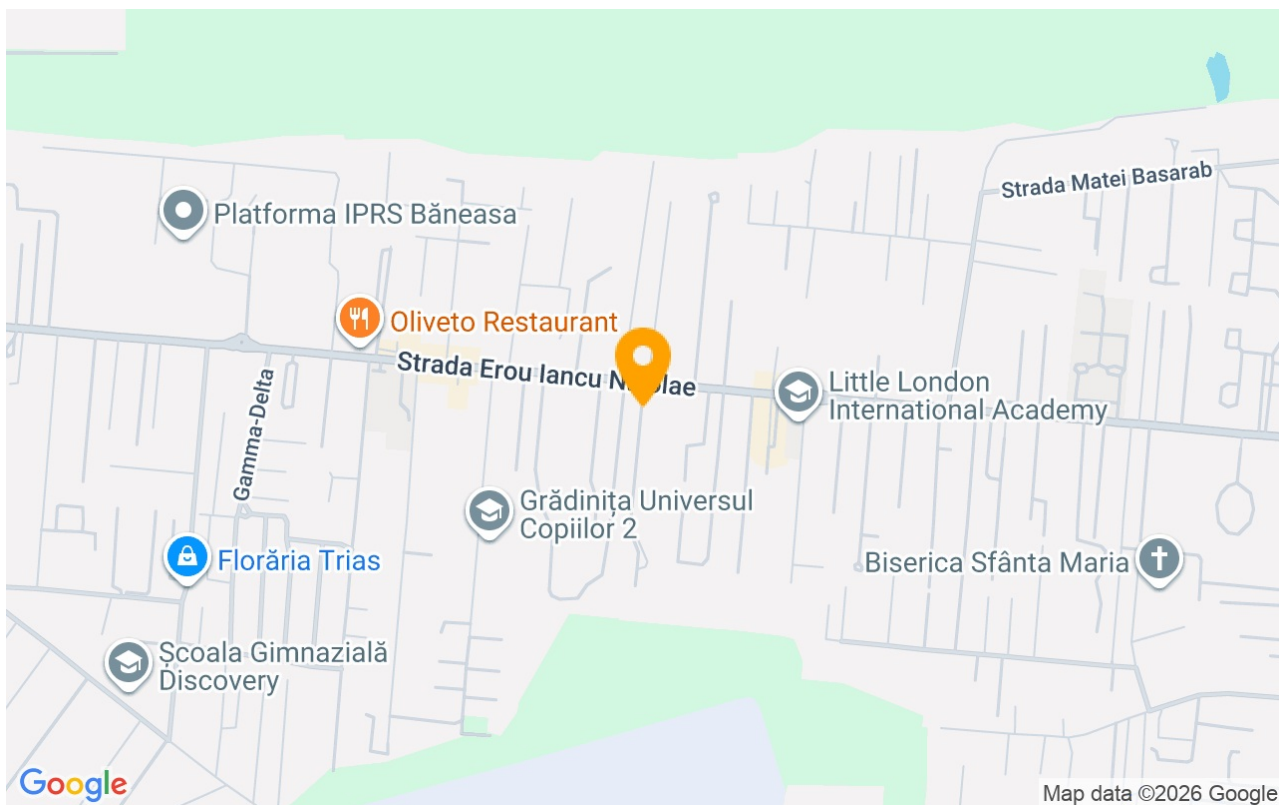 Strada Matei Basarab
Platforma IPRS Băneasa
Oliveto Restaurant
Strada Erou Iancu
Little London
International Academy
Gamma-Delta
Grădinița Universul
Copiilor 2
Florăria Trias
Biserica Sfânta Maria
Școala Gimnazială
Discovery
Google
Map data ©2026 Google